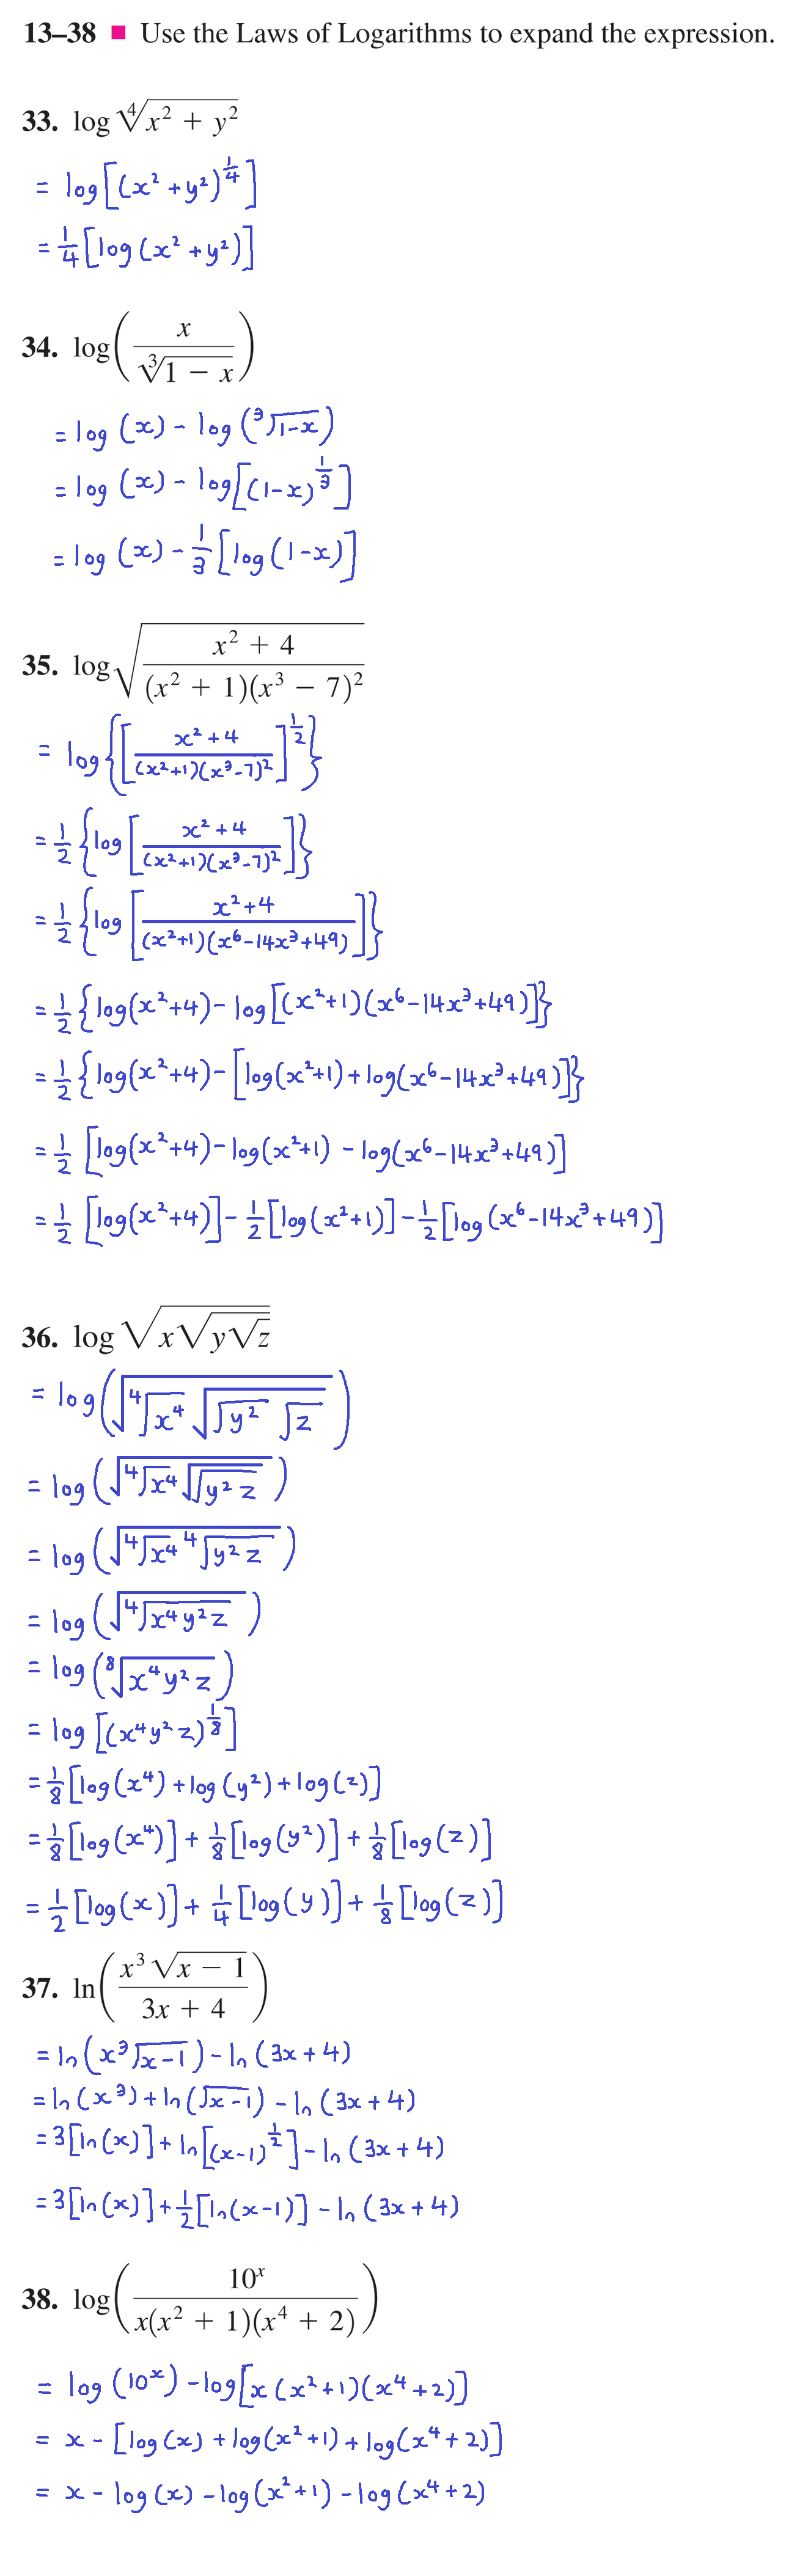 13–38 ■ Use the Laws of Logarithms to expand the expression.
33. log ∜(x² + y²)
= log[(x² + y²)^(1/4)]
= 1/4 [log(x² + y²)]
34. log(x / ∛(1 − x))
= log(x) − log(∛(1−x))
= log(x) − log[(1−x)^(1/3)]
= log(x) − 1/3 [log(1−x)]
35. log √((x² + 4) / ((x² + 1)(x³ − 7)²))
= log{[(x²+4) / ((x²+1)(x³−7)²)]^(1/2)}
= 1/2 {log[(x²+4) / ((x²+1)(x³−7)²)]}
= 1/2 {log[(x²+4) / ((x²+1)(x⁶−14x³+49))]}
= 1/2 {log(x²+4) − log[(x²+1)(x⁶−14x³+49)]}
= 1/2 {log(x²+4) − [log(x²+1) + log(x⁶−14x³+49)]}
= 1/2 [log(x²+4) − log(x²+1) − log(x⁶−14x³+49)]
= 1/2 [log(x²+4)] − 1/2 [log(x²+1)] − 1/2 [log(x⁶−14x³+49)]
36. log √(x√(y√z))
= log(√(∜(x⁴) √(√(y²) √z)))
= log(√(∜(x⁴) √(√(y²z))))
= log(√(∜(x⁴) ∜(y²z)))
= log(√(∜(x⁴y²z)))
= log(⁸√(x⁴y²z))
= log[(x⁴y²z)^(1/8)]
= 1/8 [log(x⁴) + log(y²) + log(z)]
= 1/8 [log(x⁴)] + 1/8 [log(y²)] + 1/8 [log(z)]
= 1/2 [log(x)] + 1/4 [log(y)] + 1/8 [log(z)]
37. ln(x³√(x − 1) / (3x + 4))
= ln(x³√(x−1)) − ln(3x+4)
= ln(x³) + ln(√(x−1)) − ln(3x+4)
= 3[ln(x)] + ln[(x−1)^(1/2)] − ln(3x+4)
= 3[ln(x)] + 1/2 [ln(x−1)] − ln(3x+4)
38. log(10ˣ / (x(x² + 1)(x⁴ + 2)))
= log(10ˣ) − log[x(x²+1)(x⁴+2)]
= x − [log(x) + log(x²+1) + log(x⁴+2)]
= x − log(x) − log(x²+1) − log(x⁴+2)